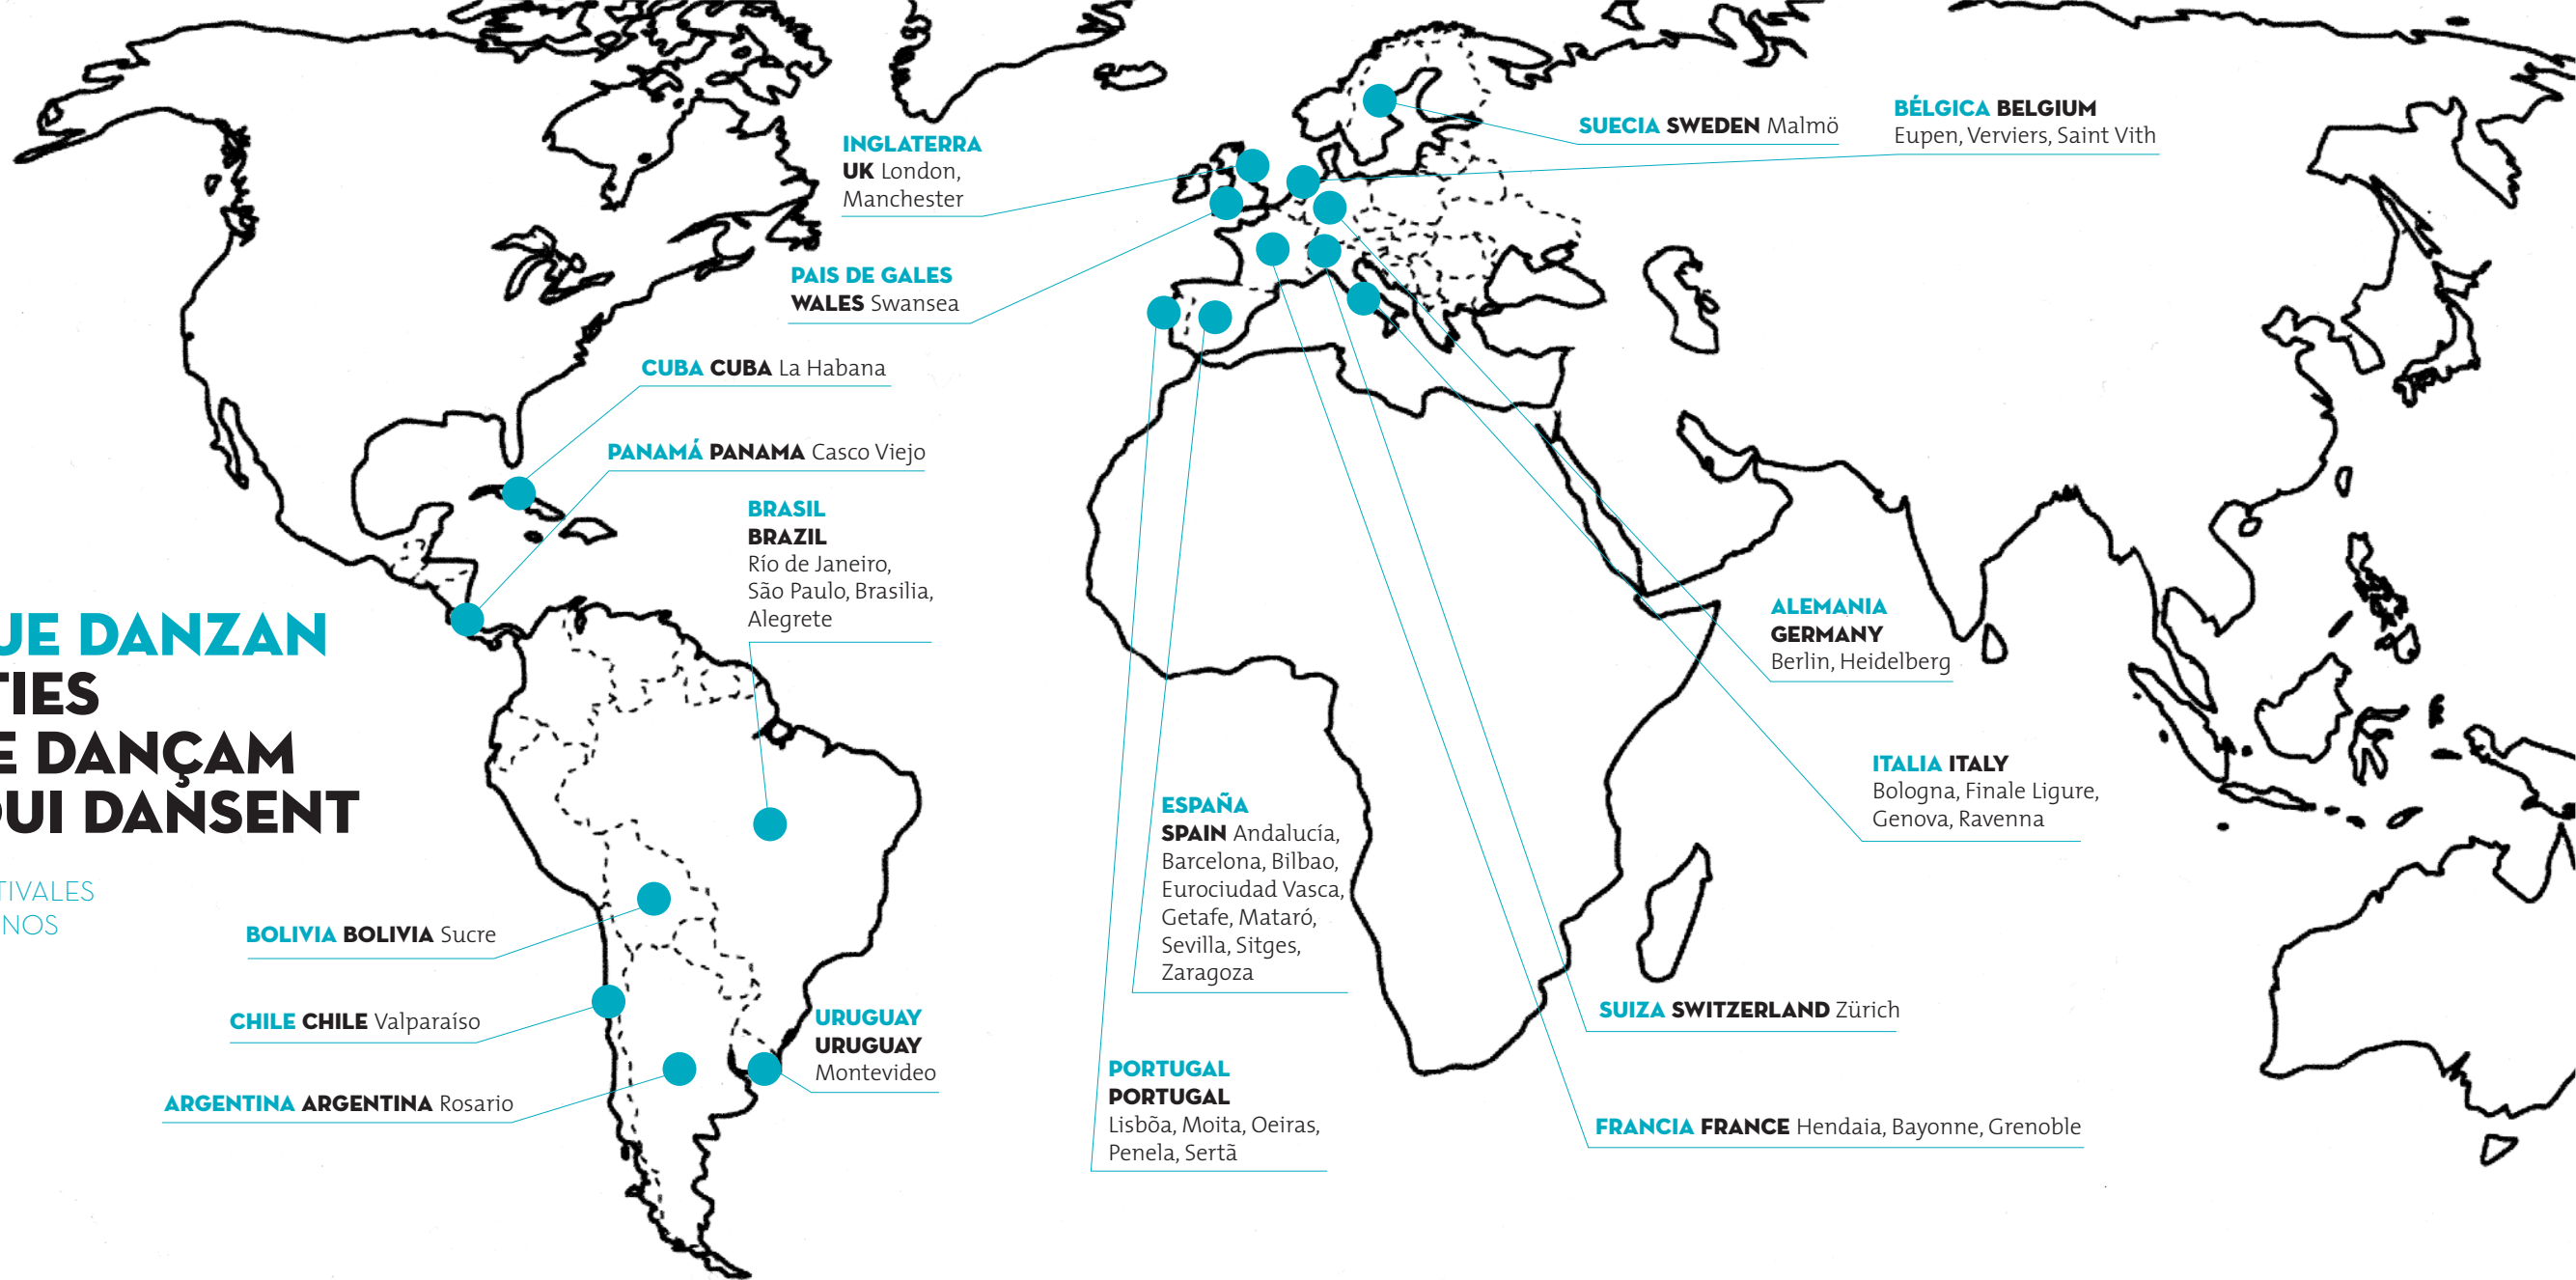 UE DANZAN
TIES
E DANÇAM
QUI DANSENT
TIVALES
NOS
INGLATERRA
UK London,
Manchester
PAIS DE GALES
WALES Swansea
CUBA CUBA La Habana
PANAMÁ PANAMA Casco Viejo
BRASIL
BRAZIL
Río de Janeiro,
São Paulo, Brasilia,
Alegrete
BOLIVIA BOLIVIA Sucre
CHILE CHILE Valparaíso
ARGENTINA ARGENTINA Rosario
URUGUAY
URUGUAY
Montevideo
SUECIA SWEDEN Malmö
BÉLGICA BELGIUM
Eupen, Verviers, Saint Vith
ALEMANIA
GERMANY
Berlin, Heidelberg
ITALIA ITALY
Bologna, Finale Ligure,
Genova, Ravenna
ESPAÑA
SPAIN Andalucía,
Barcelona, Bilbao,
Eurociudad Vasca,
Getafe, Mataró,
Sevilla, Sitges,
Zaragoza
PORTUGAL
PORTUGAL
Lisbõa, Moita, Oeiras,
Penela, Sertã
SUIZA SWITZERLAND Zürich
FRANCIA FRANCE Hendaia, Bayonne, Grenoble